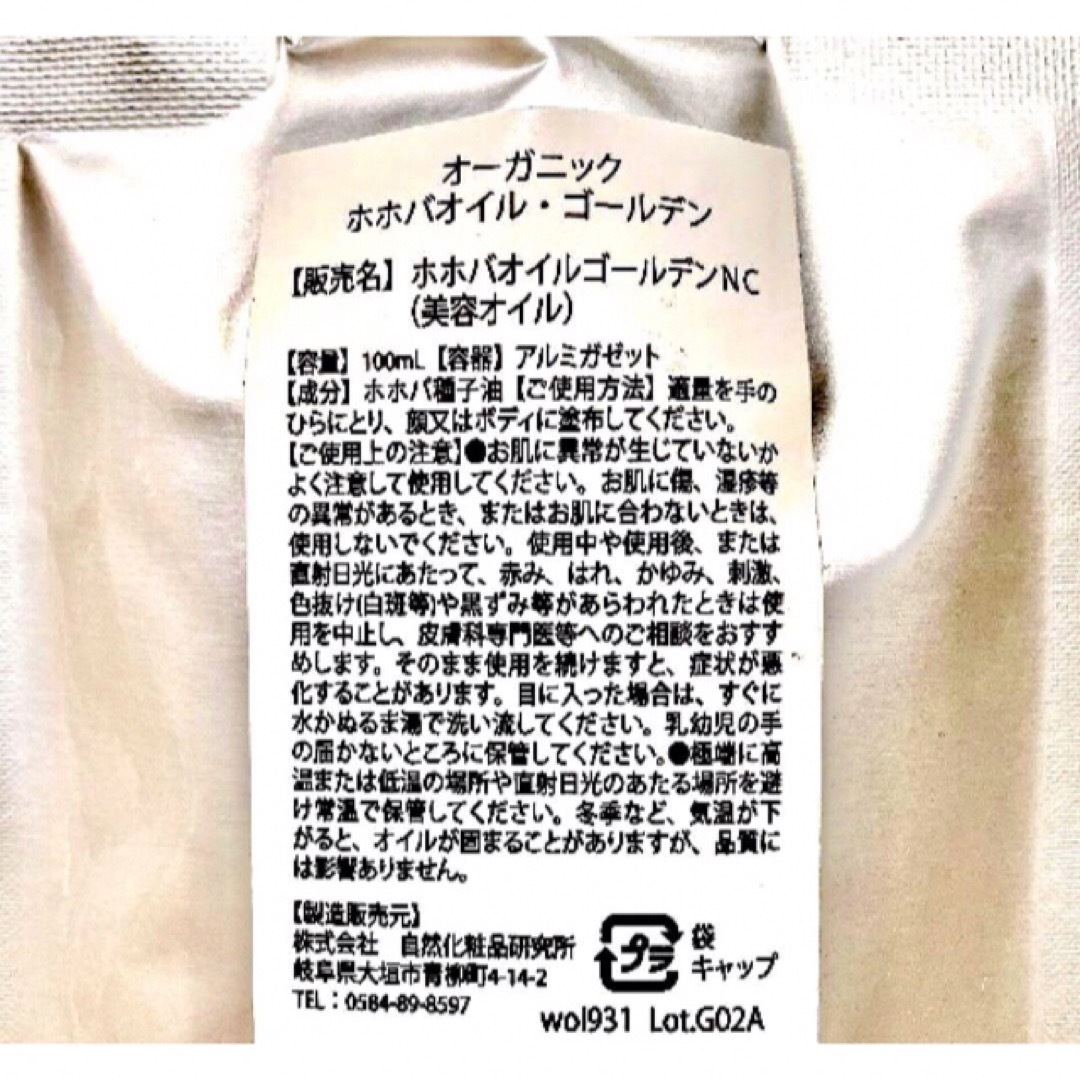 オーガニック
ホホバオイル・ゴールデン
【販売名】ホホバオイルゴールデンNC
(美容オイル)
【容量】100mL【容器】アルミガゼット
【成分】ホホバ種子油【ご使用方法】適量を手の
ひらにとり、顔又はボディに塗布してください。
【ご使用上の注意】●お肌に異常が生じていないか
よく注意して使用してください。お肌に傷、湿疹等
の異常があるとき、またはお肌に合わないときは、
使用しないでください。使用中や使用後、または
直射日光にあたって、赤み、はれ、かゆみ、刺激、
色抜け(白斑等)や黒ずみ等があらわれたときは使
用を中止し、皮膚科専門医等へのご相談をおすす
めします。そのまま使用を続けますと、症状が悪
化することがあります。目に入った場合は、すぐに
水かぬるま湯で洗い流してください。乳幼児の手
の届かないところに保管してください。●極端に高
温または低温の場所や直射日光のあたる場所を避
け常温で保管してください。冬季など、気温が下
がると、オイルが固まることがありますが、品質に
は影響ありません。
【製造販売元】
株式会社 自然化粧品研究所
岐阜県大垣市青柳町4-14-2
TEL：0584-89-8597
プラ
袋
キャップ
wol931 Lot.G02A